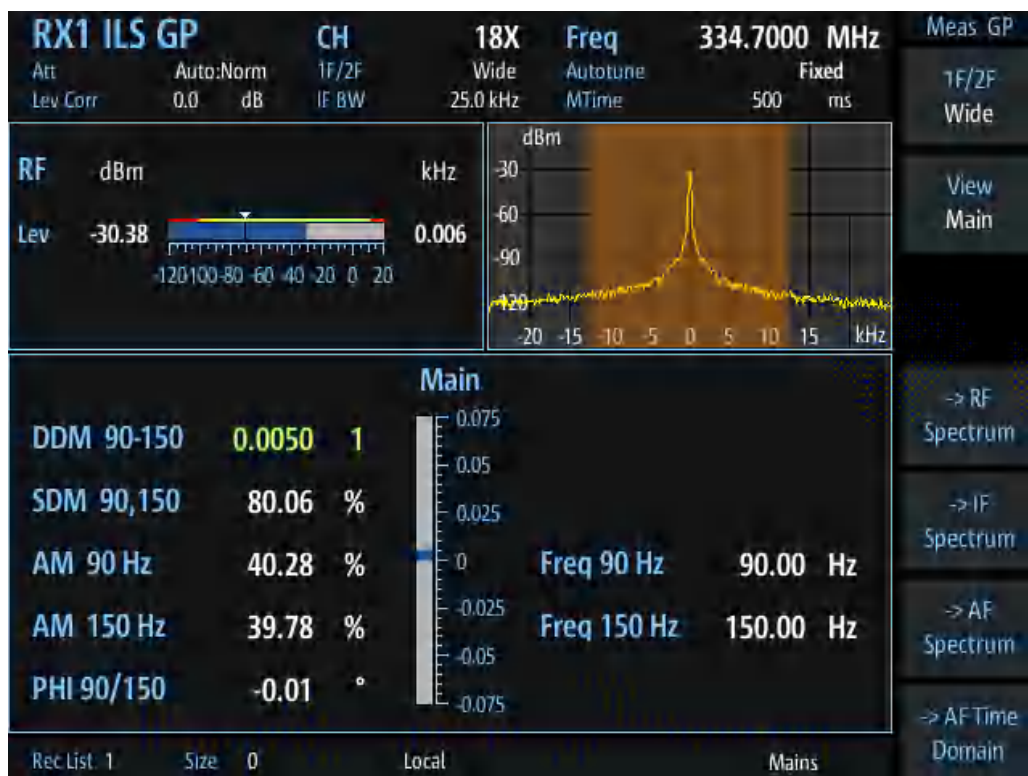 RX1 ILS GP CH 18X Freq 334.7000 MHz
Att Auto:Norm 1F/2F Wide Autotune Fixed
Lev Corr 0.0 dB IF BW 25.0 kHz MTime 500 ms
Meas GP
1F/2F
Wide
View
Main
-> RF
Spectrum
-> IF
Spectrum
-> AF
Spectrum
-> AF Time
Domain
RF dBm kHz
Lev -30.38 0.006
-120 -100 -80 -60 -40 -20 0 20
dBm
-30
-60
-90
-120
-20 -15 -10 -5 0 5 10 15 kHz
Main
DDM 90-150 0.0050 1
SDM 90,150 80.06 %
AM 90 Hz 40.28 %
AM 150 Hz 39.78 %
PHI 90/150 -0.01 °
0.075
0.05
0.025
0
-0.025
-0.05
-0.075
Freq 90 Hz 90.00 Hz
Freq 150 Hz 150.00 Hz
Rec List 1 Size 0 Local Mains